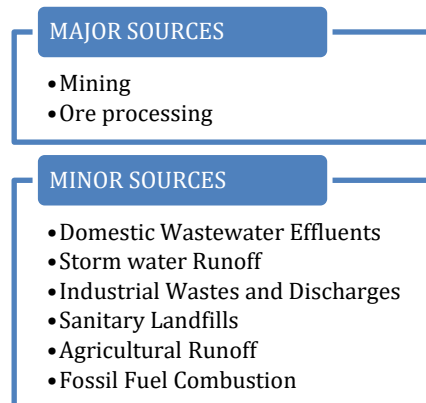 MAJOR SOURCES
•Mining
•Ore processing
MINOR SOURCES
•Domestic Wastewater Effluents
•Storm water Runoff
•Industrial Wastes and Discharges
•Sanitary Landfills
•Agricultural Runoff
•Fossil Fuel Combustion